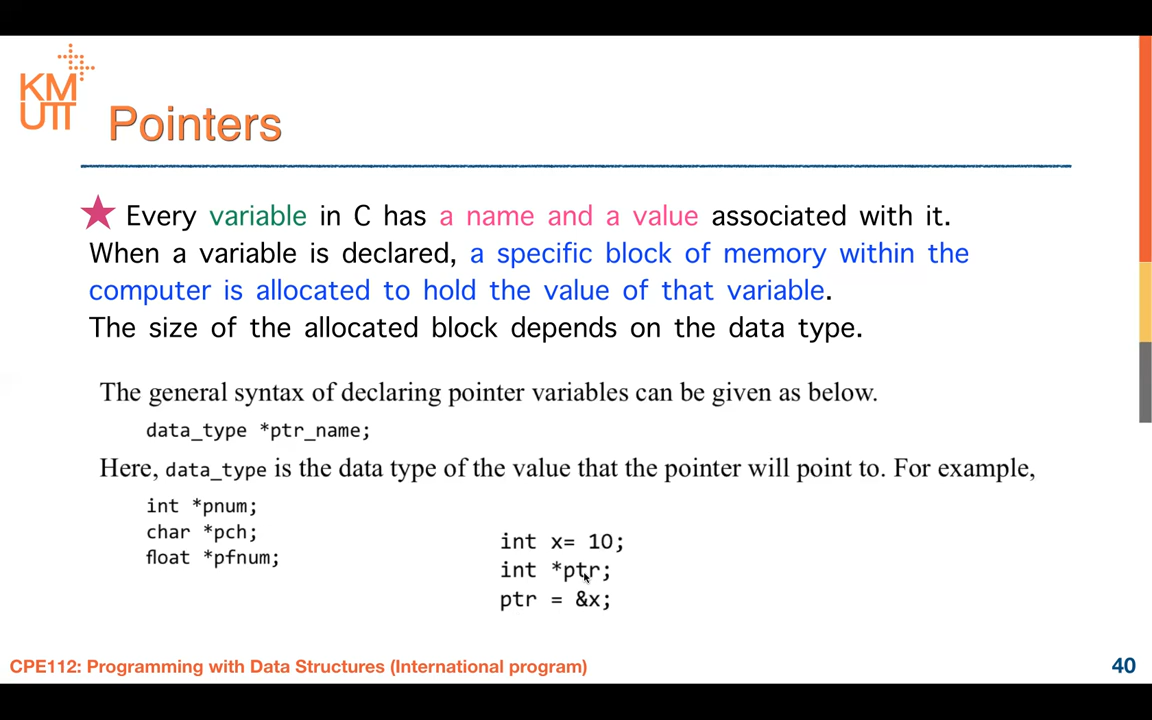 KM
UTT
Pointers
★ Every variable in C has a name and a value associated with it.
When a variable is declared, a specific block of memory within the
computer is allocated to hold the value of that variable.
The size of the allocated block depends on the data type.
The general syntax of declaring pointer variables can be given as below.
data_type *ptr_name;
Here, data_type is the data type of the value that the pointer will point to. For example,
int *pnum;
char *pch;
float *pfnum;
int x= 10;
int *ptr;
ptr = &x;
CPE112: Programming with Data Structures (International program)
40